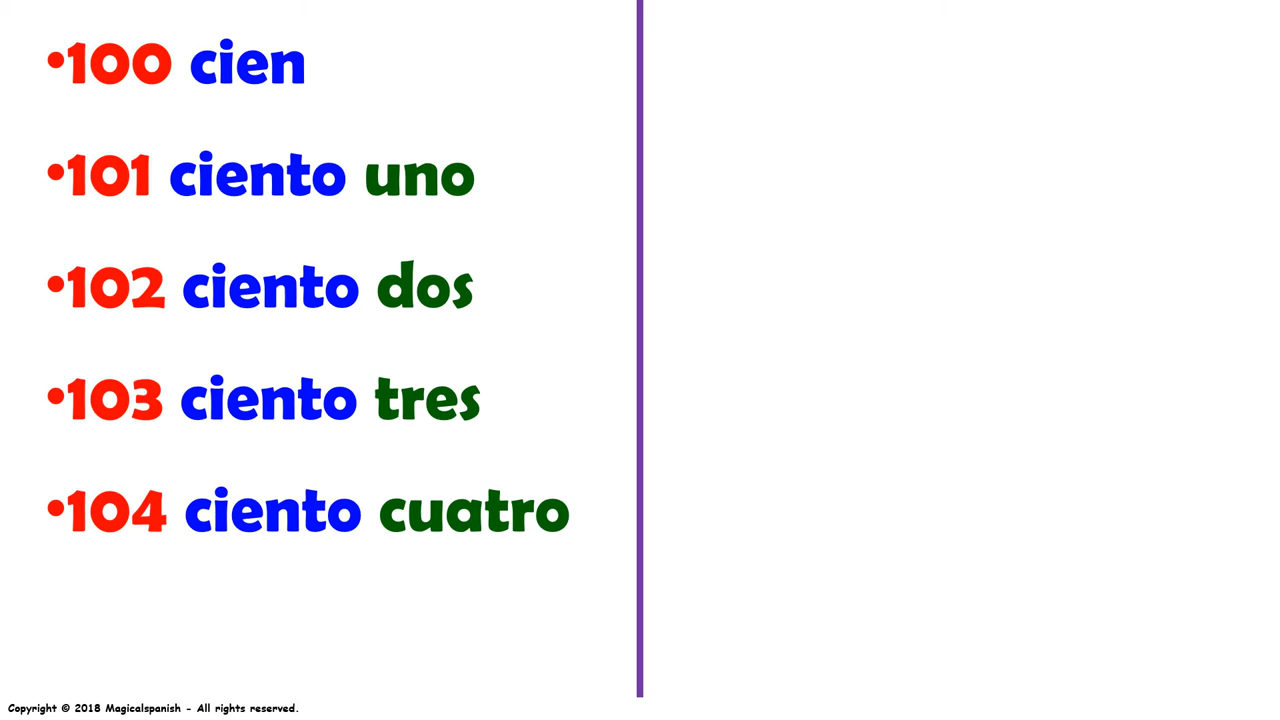 •100 cien
•101 ciento uno
•102 ciento dos
•103 ciento tres
•104 ciento cuatro
Copyright © 2018 Magicalspanish - All rights reserved.